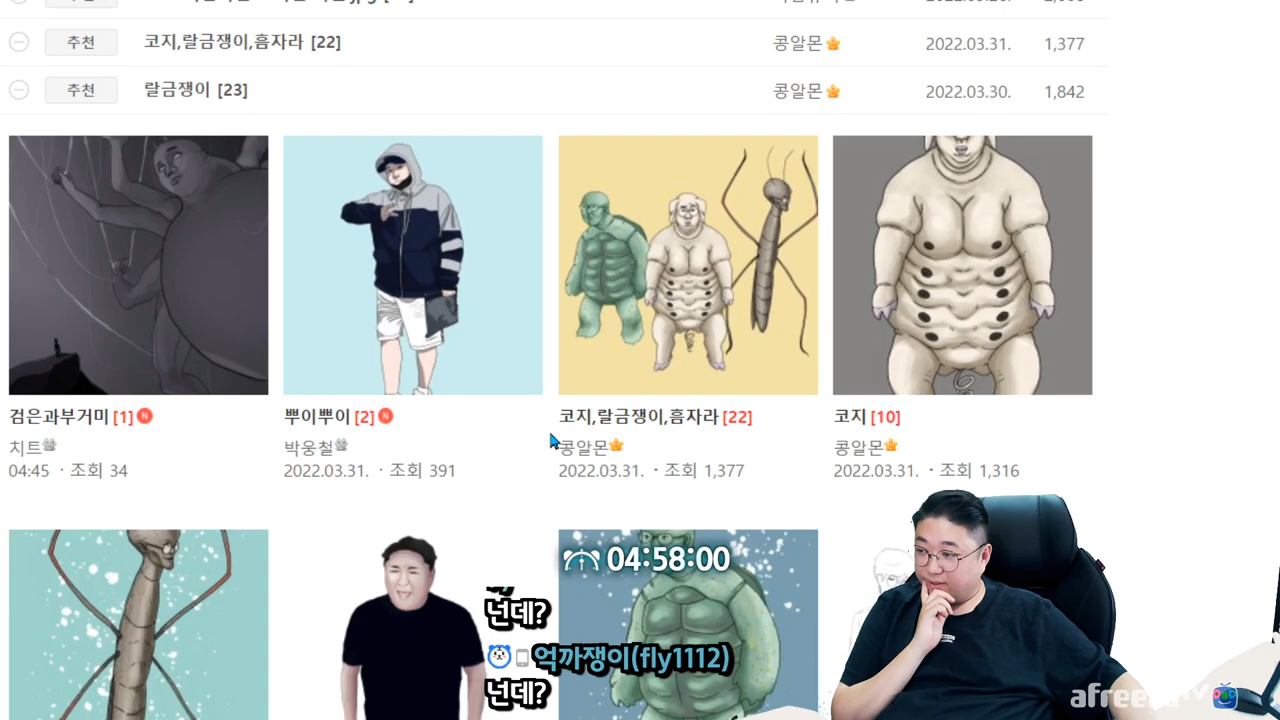 추천 코지,랄금쟁이,흠자라 [22] 콩알몬 2022.03.31. 1,377
추천 랄금쟁이 [23] 콩알몬 2022.03.30. 1,842
검은과부거미 [1] N
치트
04:45 · 조회 34
뿌이뿌이 [2] N
박웅철
2022.03.31. · 조회 391
코지,랄금쟁이,흠자라 [22]
콩알몬
2022.03.31. · 조회 1,377
코지 [10]
콩알몬
2022.03.31. · 조회 1,316
04:58:00
넌데?
억까쟁이(fly1112)
넌데?